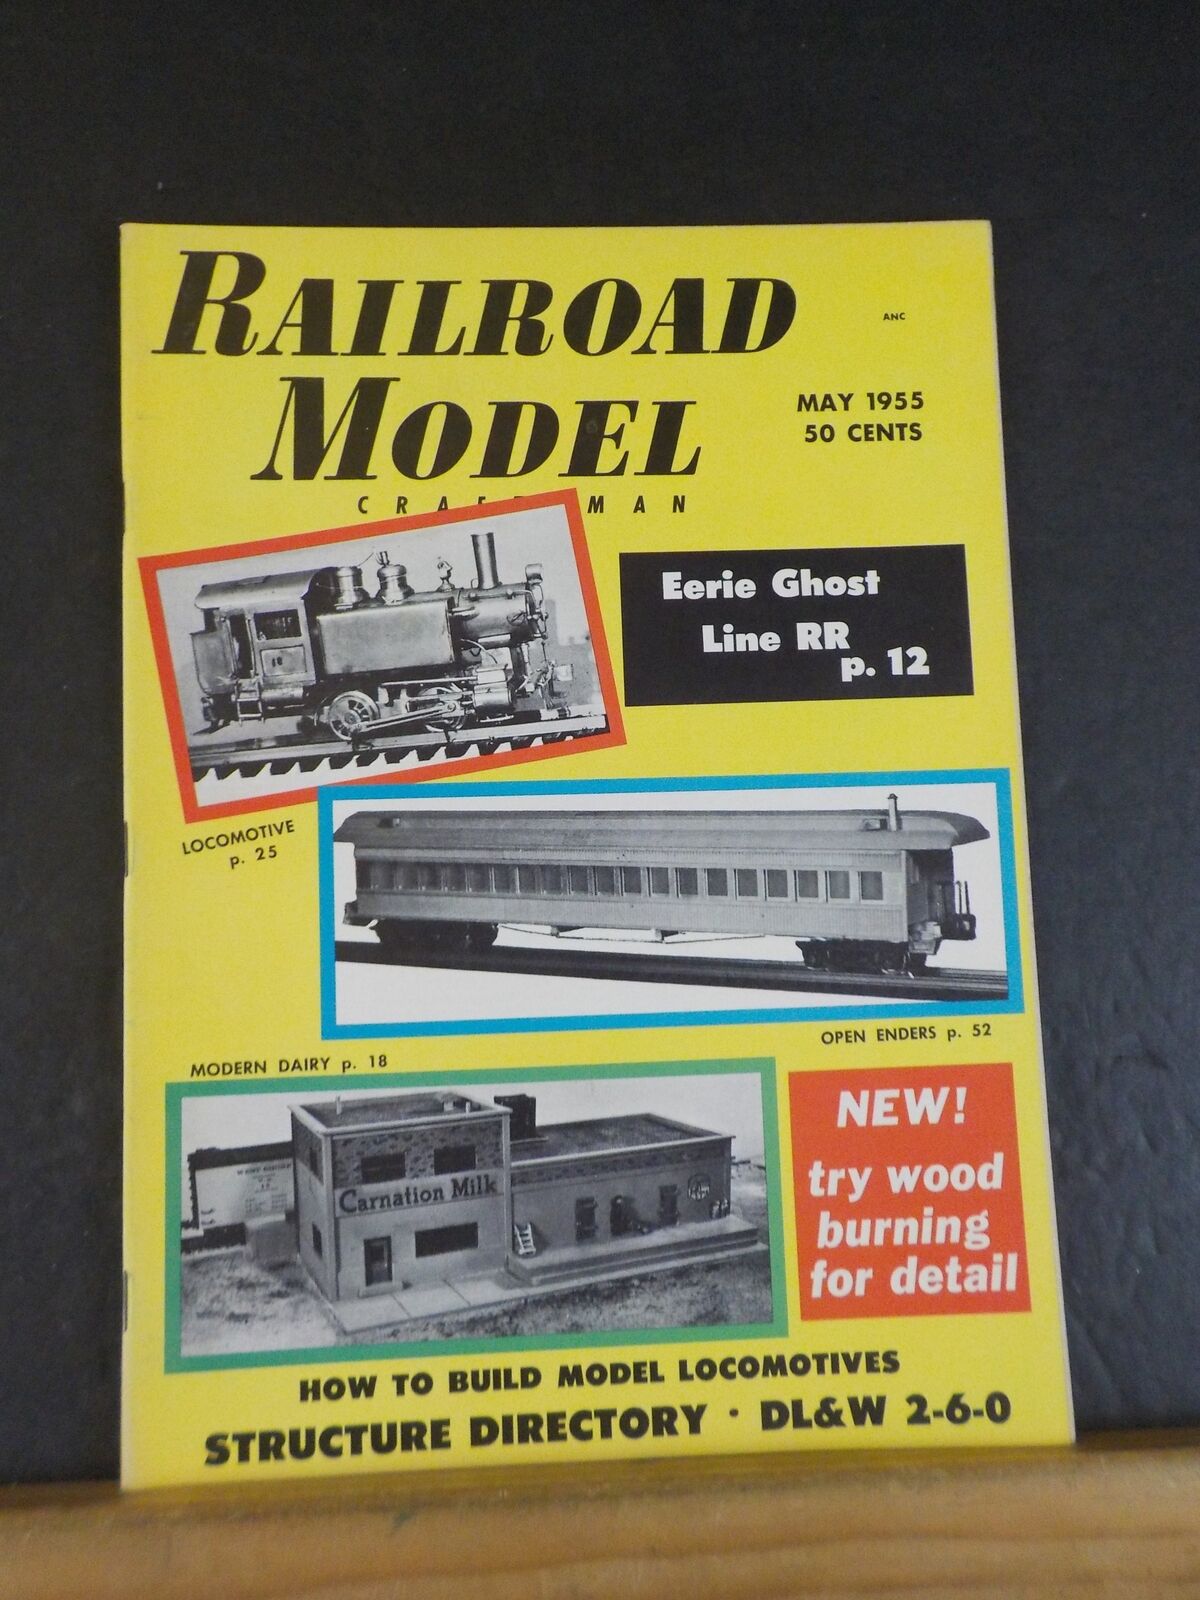 RAILROAD
ANC
MODEL
MAY 1955
50 CENTS
CRAF MAN
Eerie Ghost
Line RR
p. 12
LOCOMOTIVE
p. 25
OPEN ENDERS p. 52
MODERN DAIRY p. 18
Carnation Milk
NEW!
try wood
burning
for detail
HOW TO BUILD MODEL LOCOMOTIVES
STRUCTURE DIRECTORY · DL&W 2-6-0